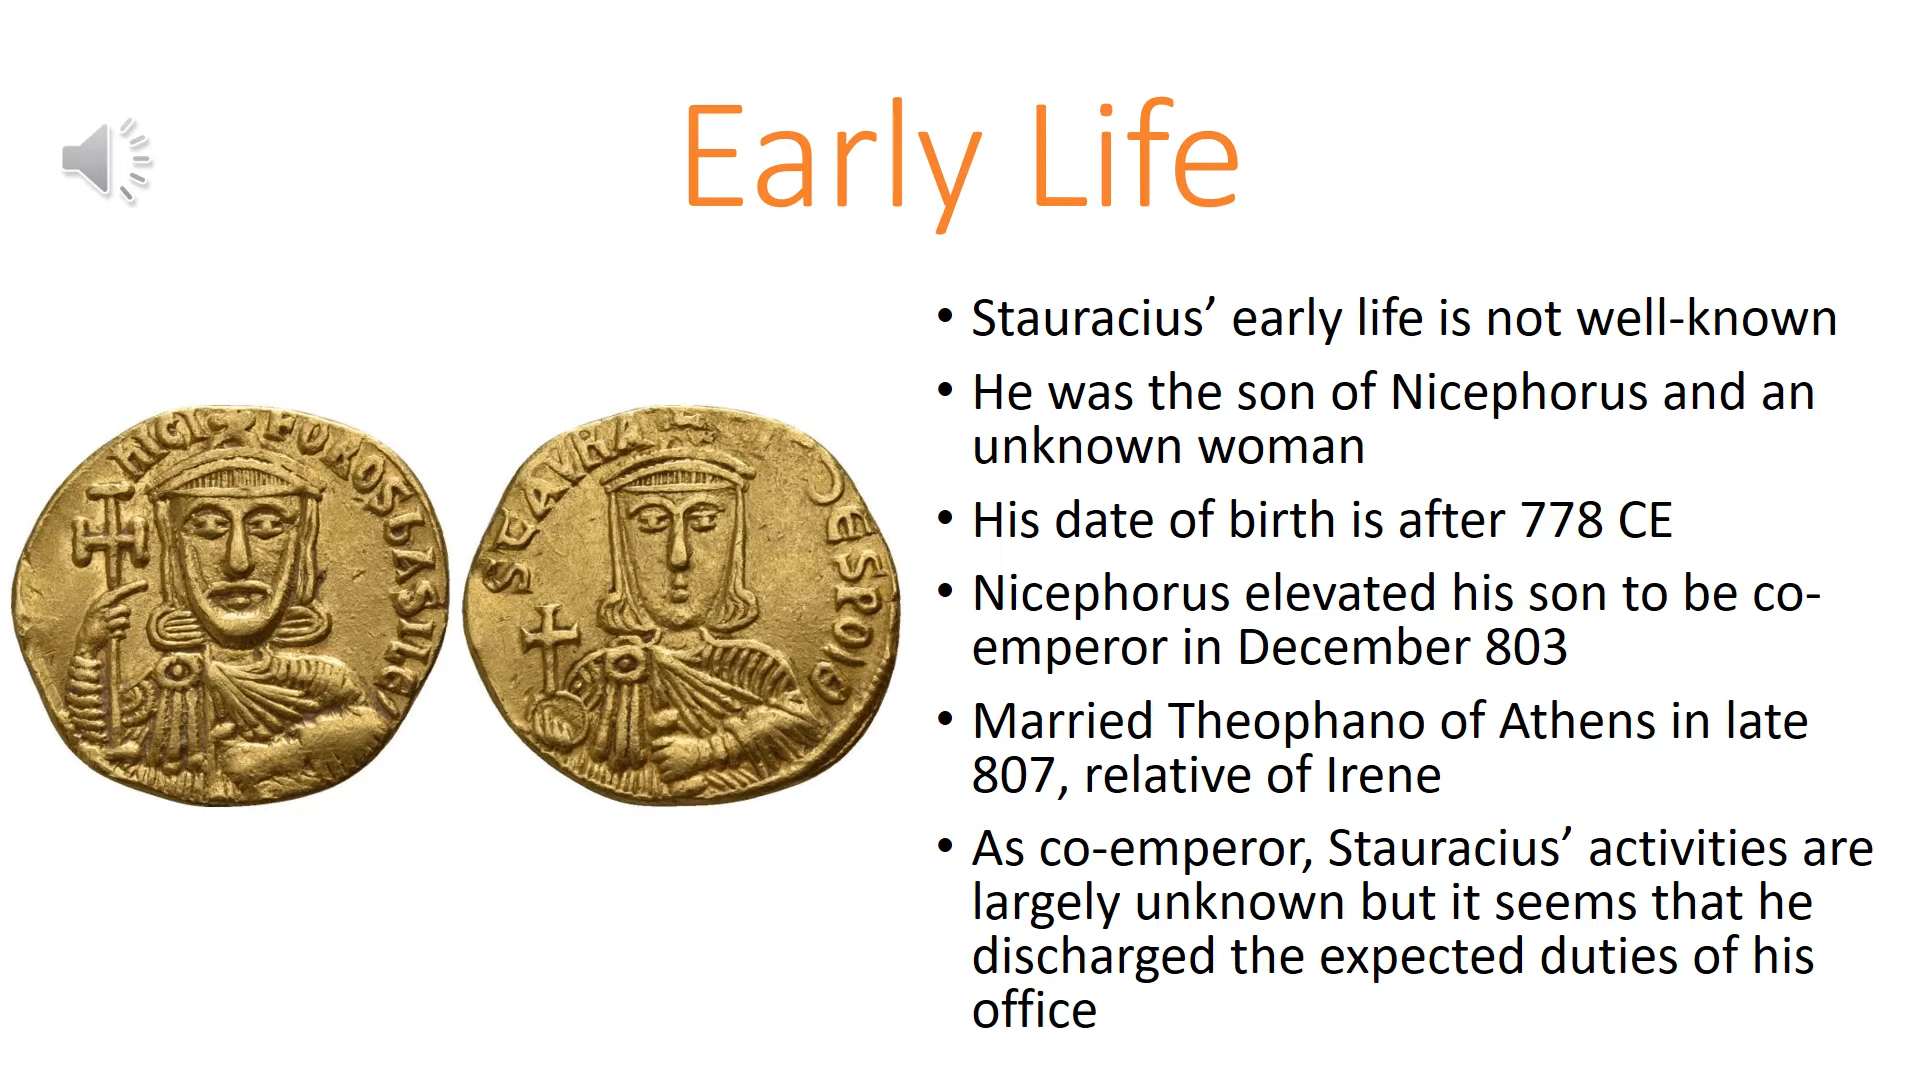 Early Life
• Stauracius’ early life is not well-known
• He was the son of Nicephorus and an
unknown woman
• His date of birth is after 778 CE
• Nicephorus elevated his son to be co-
emperor in December 803
• Married Theophano of Athens in late
807, relative of Irene
• As co-emperor, Stauracius’ activities are
largely unknown but it seems that he
discharged the expected duties of his
office